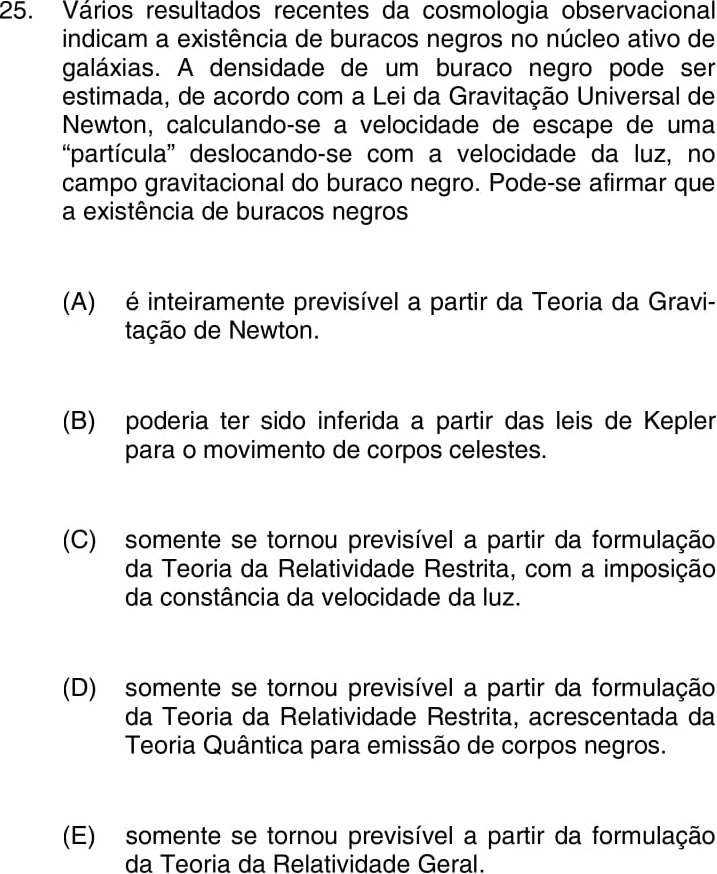 25. Vários resultados recentes da cosmologia observacional
indicam a existência de buracos negros no núcleo ativo de
galáxias. A densidade de um buraco negro pode ser
estimada, de acordo com a Lei da Gravitação Universal de
Newton, calculando-se a velocidade de escape de uma
“partícula” deslocando-se com a velocidade da luz, no
campo gravitacional do buraco negro. Pode-se afirmar que
a existência de buracos negros
(A) é inteiramente previsível a partir da Teoria da Gravi-
tação de Newton.
(B) poderia ter sido inferida a partir das leis de Kepler
para o movimento de corpos celestes.
(C) somente se tornou previsível a partir da formulação
da Teoria da Relatividade Restrita, com a imposição
da constância da velocidade da luz.
(D) somente se tornou previsível a partir da formulação
da Teoria da Relatividade Restrita, acrescentada da
Teoria Quântica para emissão de corpos negros.
(E) somente se tornou previsível a partir da formulação
da Teoria da Relatividade Geral.